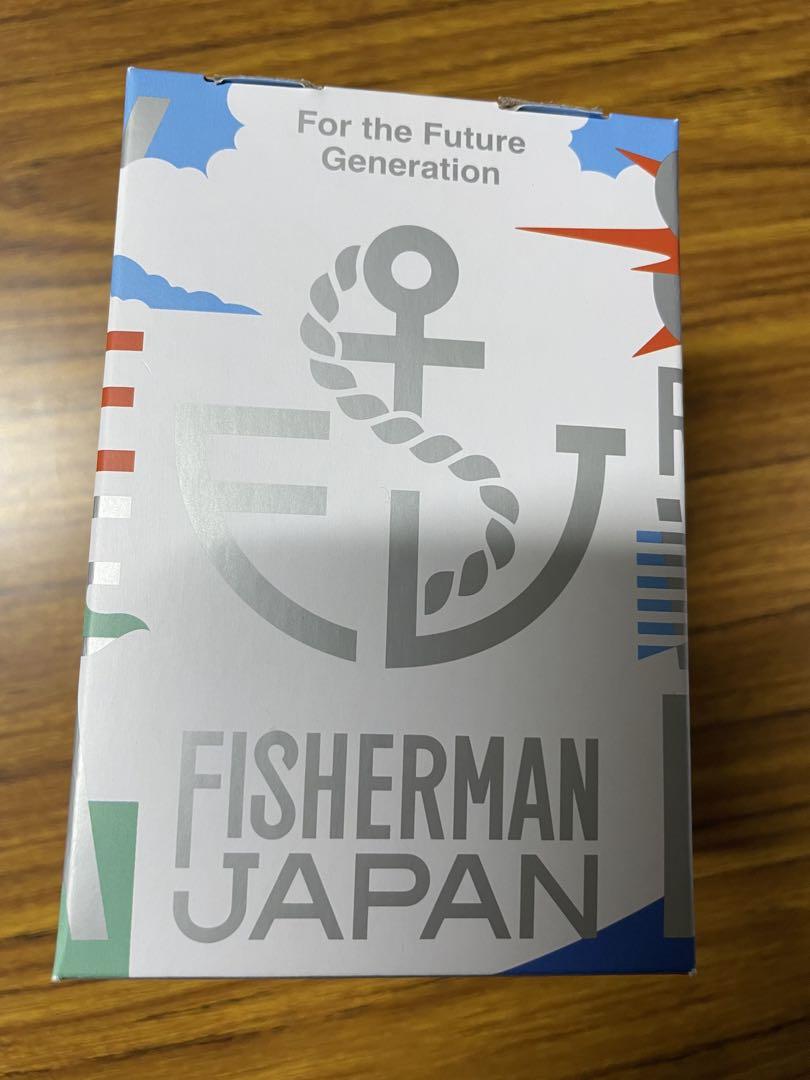 For the Future
Generation
FISHERMAN
JAPAN